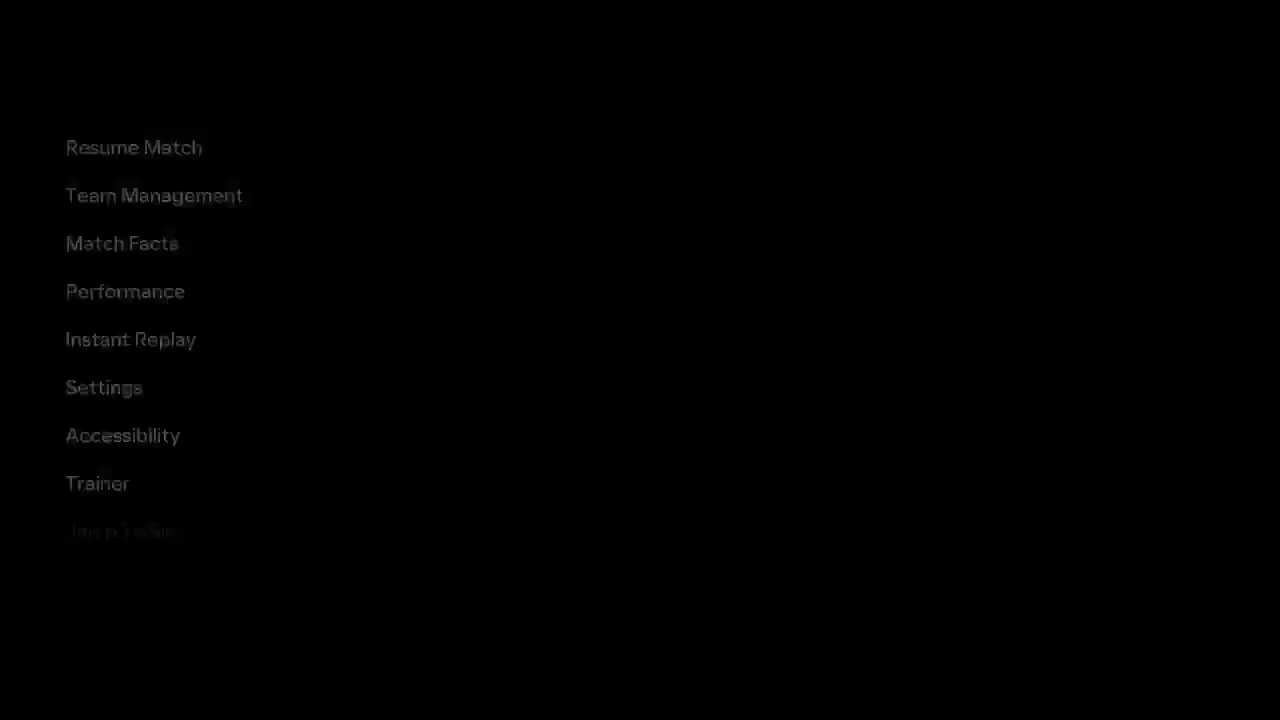 Resume Match
Team Management
Match Facts
Performance
Instant Replay
Settings
Accessibility
Trainer